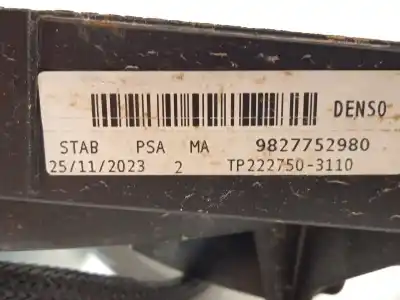 DENSO
STAB PSA MA 9827752980
25/11/2023 2 TP222750-3110